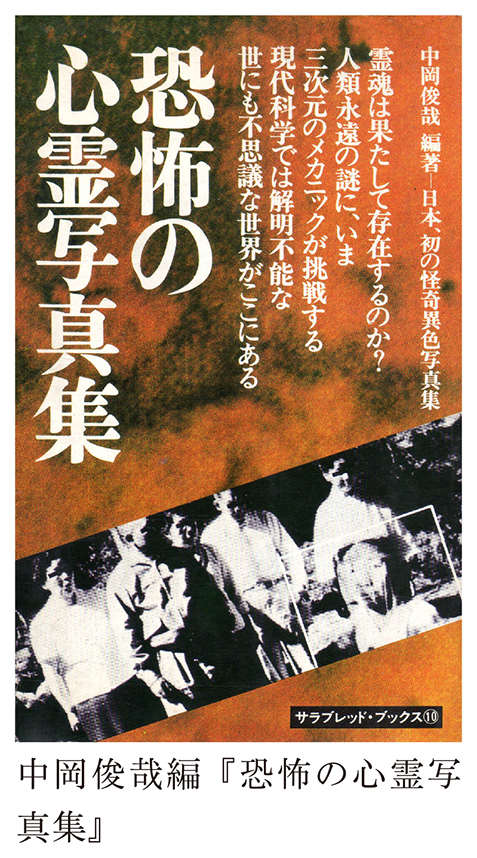 中岡俊哉 編著―日本、初の怪奇異色写真集
霊魂は果たして存在するのか?
人類永遠の謎に、いま
三次元のメカニックが挑戦する
現代科学では解明不能な
世にも不思議な世界がここにある
恐怖の
心霊写真集
サラブレッド・ブックス⑩
中岡俊哉編『恐怖の心霊写
真集』